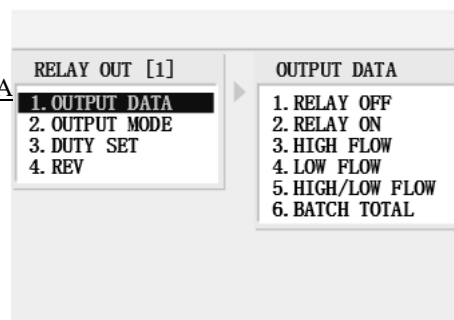 RELAY OUT [1]
A
1. OUTPUT DATA
2. OUTPUT MODE
3. DUTY SET
4. REV
OUTPUT DATA
1. RELAY OFF
2. RELAY ON
3. HIGH FLOW
4. LOW FLOW
5. HIGH/LOW FLOW
6. BATCH TOTAL